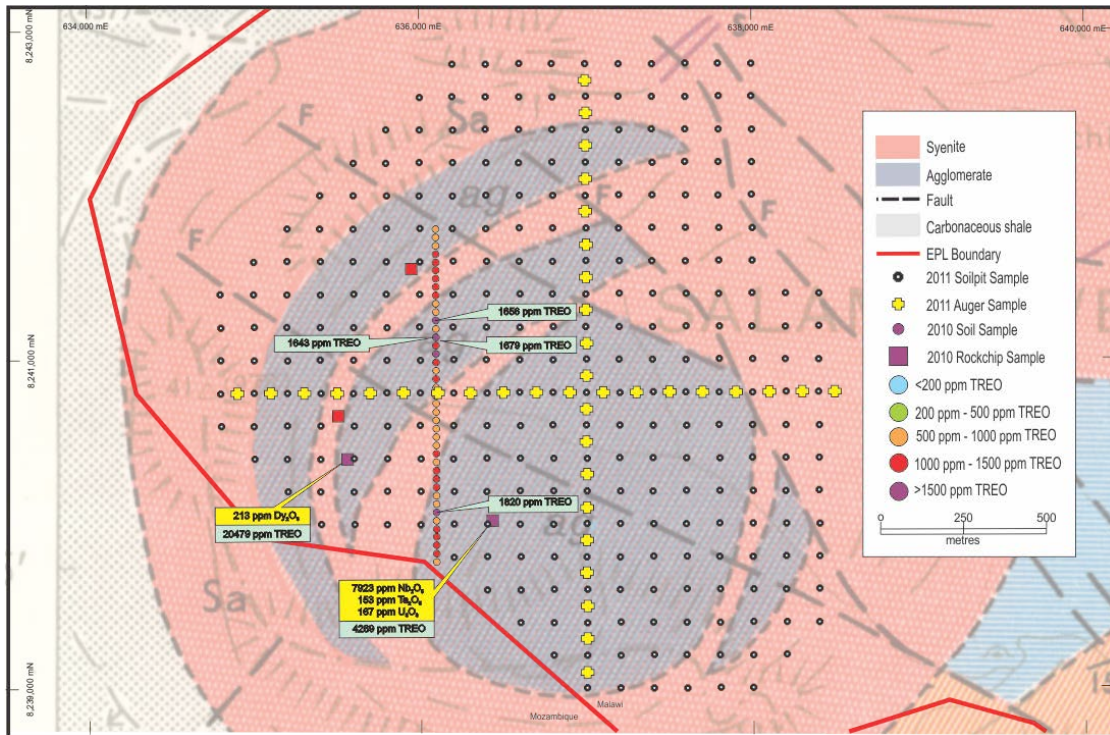 634,000 mE
636,000 mE
638,000 mE
640,000 mE
8,243,000 mN
8,241,000 mN
8,239,000 mN
S
F
Sa
F
ag
F
F
F
SALAM
ag
Sa
1656 ppm TREO
1643 ppm TREO
1679 ppm TREO
1820 ppm TREO
213 ppm Dy₂O₃
20479 ppm TREO
7923 ppm Nb₂O₅
153 ppm Ta₂O₅
167 ppm U₃O₈
4269 ppm TREO
Malawi
Mozambique
Syenite
Agglomerate
Fault
Carbonaceous shale
EPL Boundary
2011 Soilpit Sample
2011 Auger Sample
2010 Soil Sample
2010 Rockchip Sample
<200 ppm TREO
200 ppm - 500 ppm TREO
500 ppm - 1000 ppm TREO
1000 ppm - 1500 ppm TREO
>1500 ppm TREO
0 250 500
metres